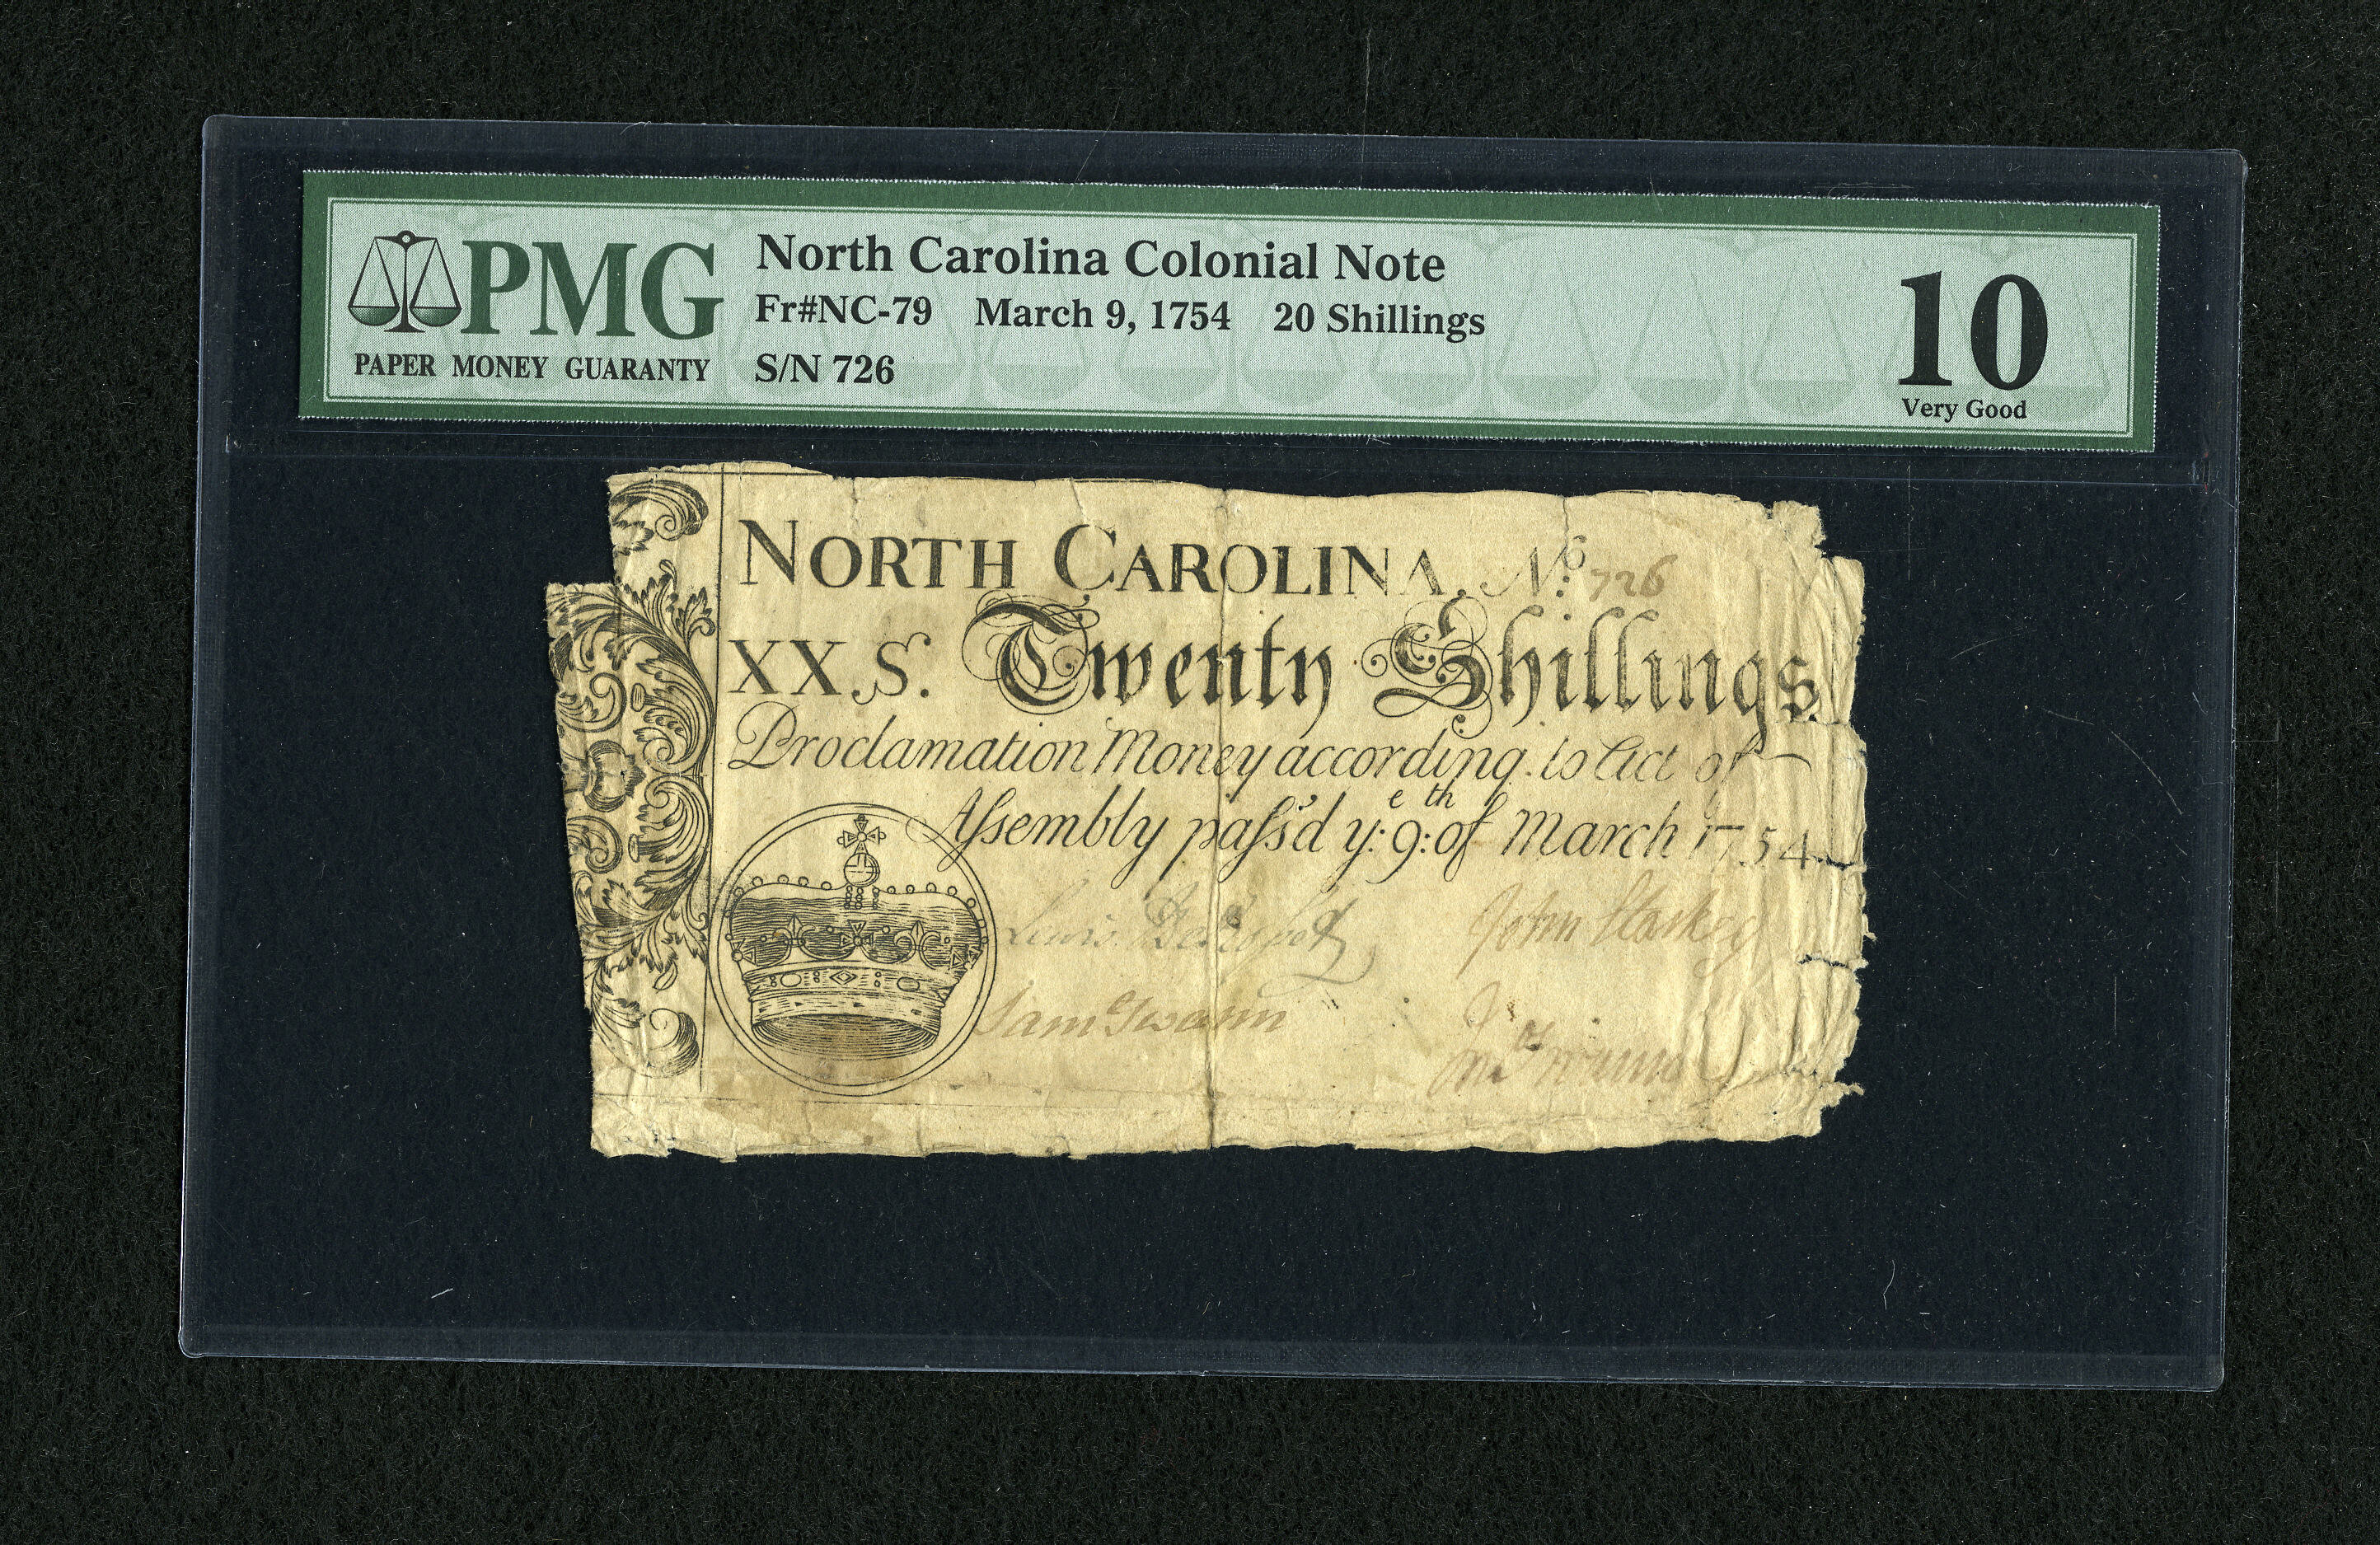 PMG
PAPER MONEY GUARANTY
North Carolina Colonial Note
Fr#NC-79 March 9, 1754 20 Shillings
S/N 726
10
Very Good
NORTH CAROLINA. No: 726
XX.S. Twenty Shillings.
Proclamation Money according to Act of
Assembly pass'd ye: 9th: of March 1754
Lewis John Starkey
Sam Swann